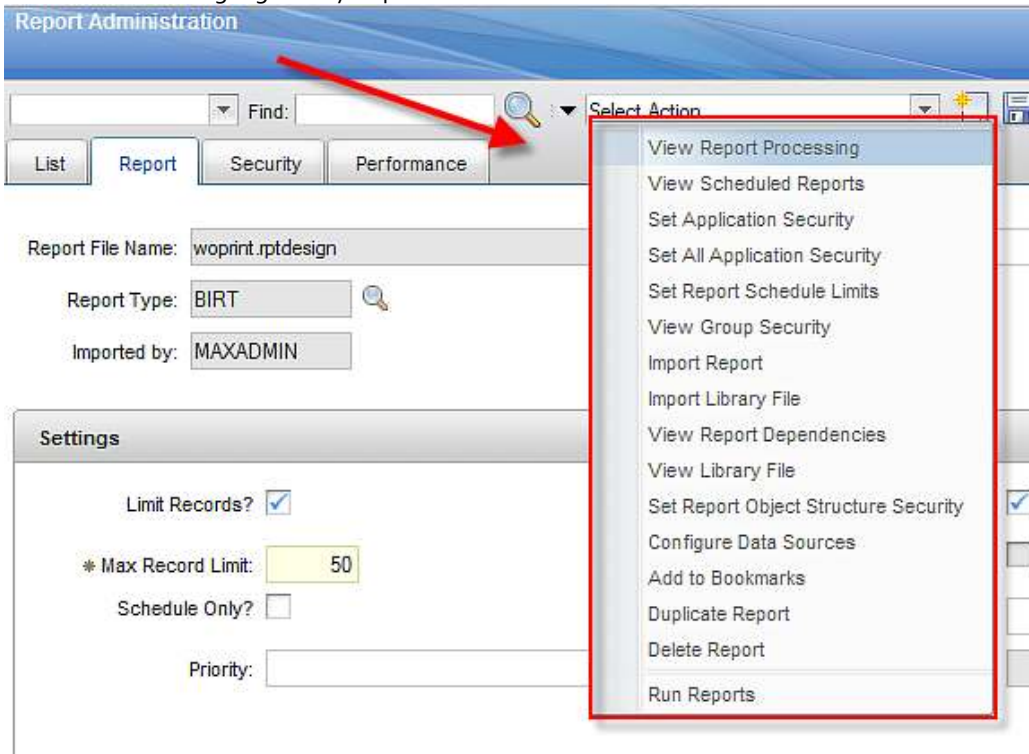 Report Administration
Find:
Select Action
List
Report
Security
Performance
Report File Name: woprint.rptdesign
Report Type: BIRT
Imported by: MAXADMIN
Settings
Limit Records?
* Max Record Limit: 50
Schedule Only?
Priority:
View Report Processing
View Scheduled Reports
Set Application Security
Set All Application Security
Set Report Schedule Limits
View Group Security
Import Report
Import Library File
View Report Dependencies
View Library File
Set Report Object Structure Security
Configure Data Sources
Add to Bookmarks
Duplicate Report
Delete Report
Run Reports